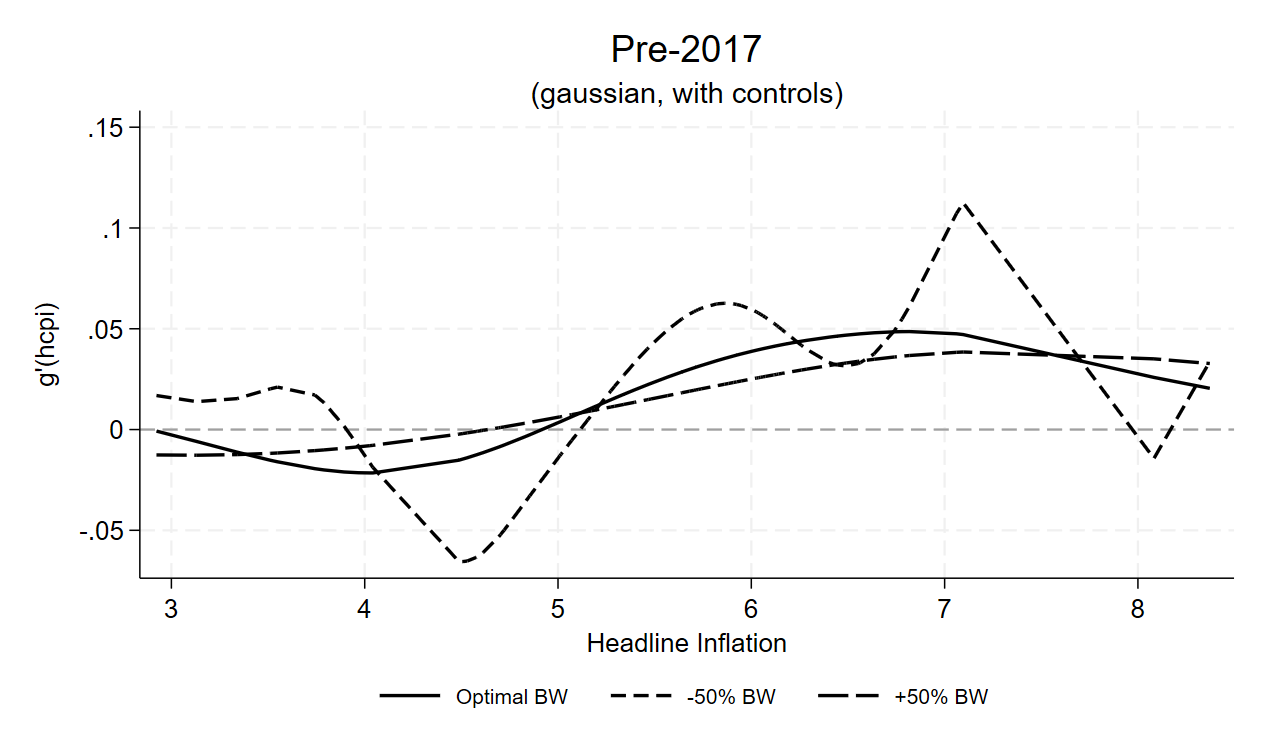 Pre-2017
(gaussian, with controls)
.15
.1
.05
0
-.05
g'(hcpi)
3 4 5 6 7 8
Headline Inflation
Optimal BW -50% BW +50% BW